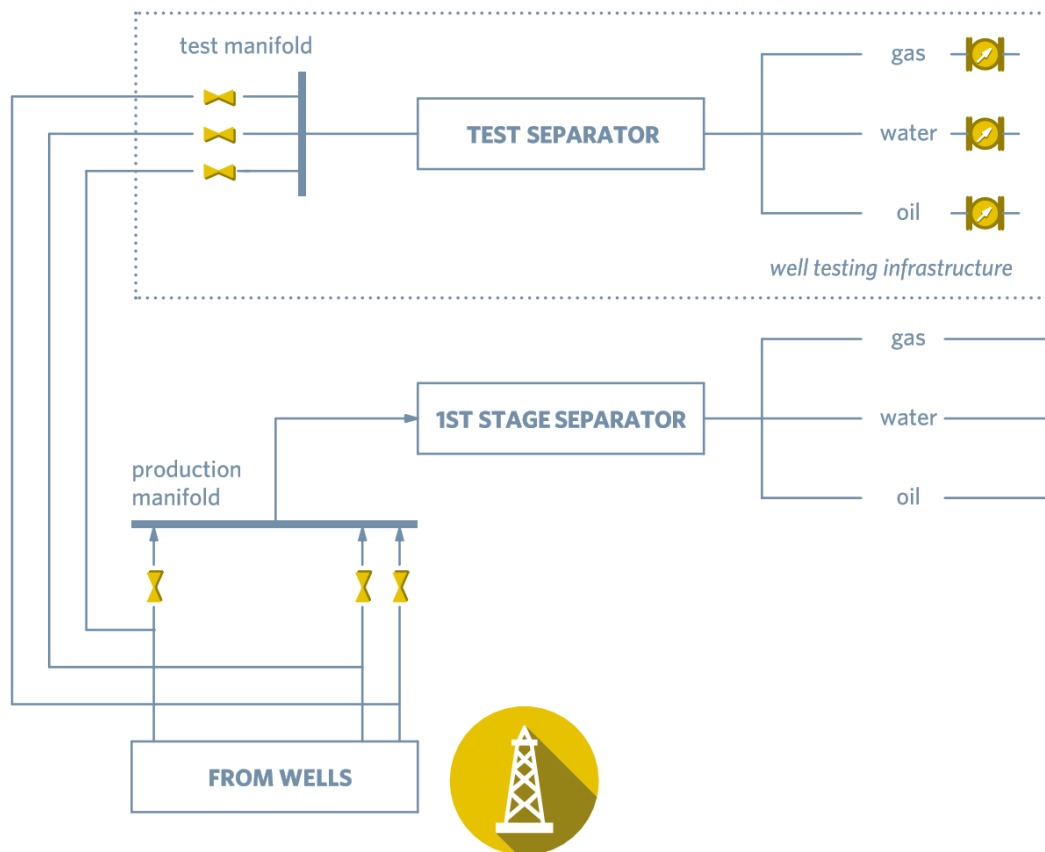 test manifold
gas
TEST SEPARATOR
water
oil
well testing infrastructure
gas
1ST STAGE SEPARATOR
water
production
manifold
oil
FROM WELLS